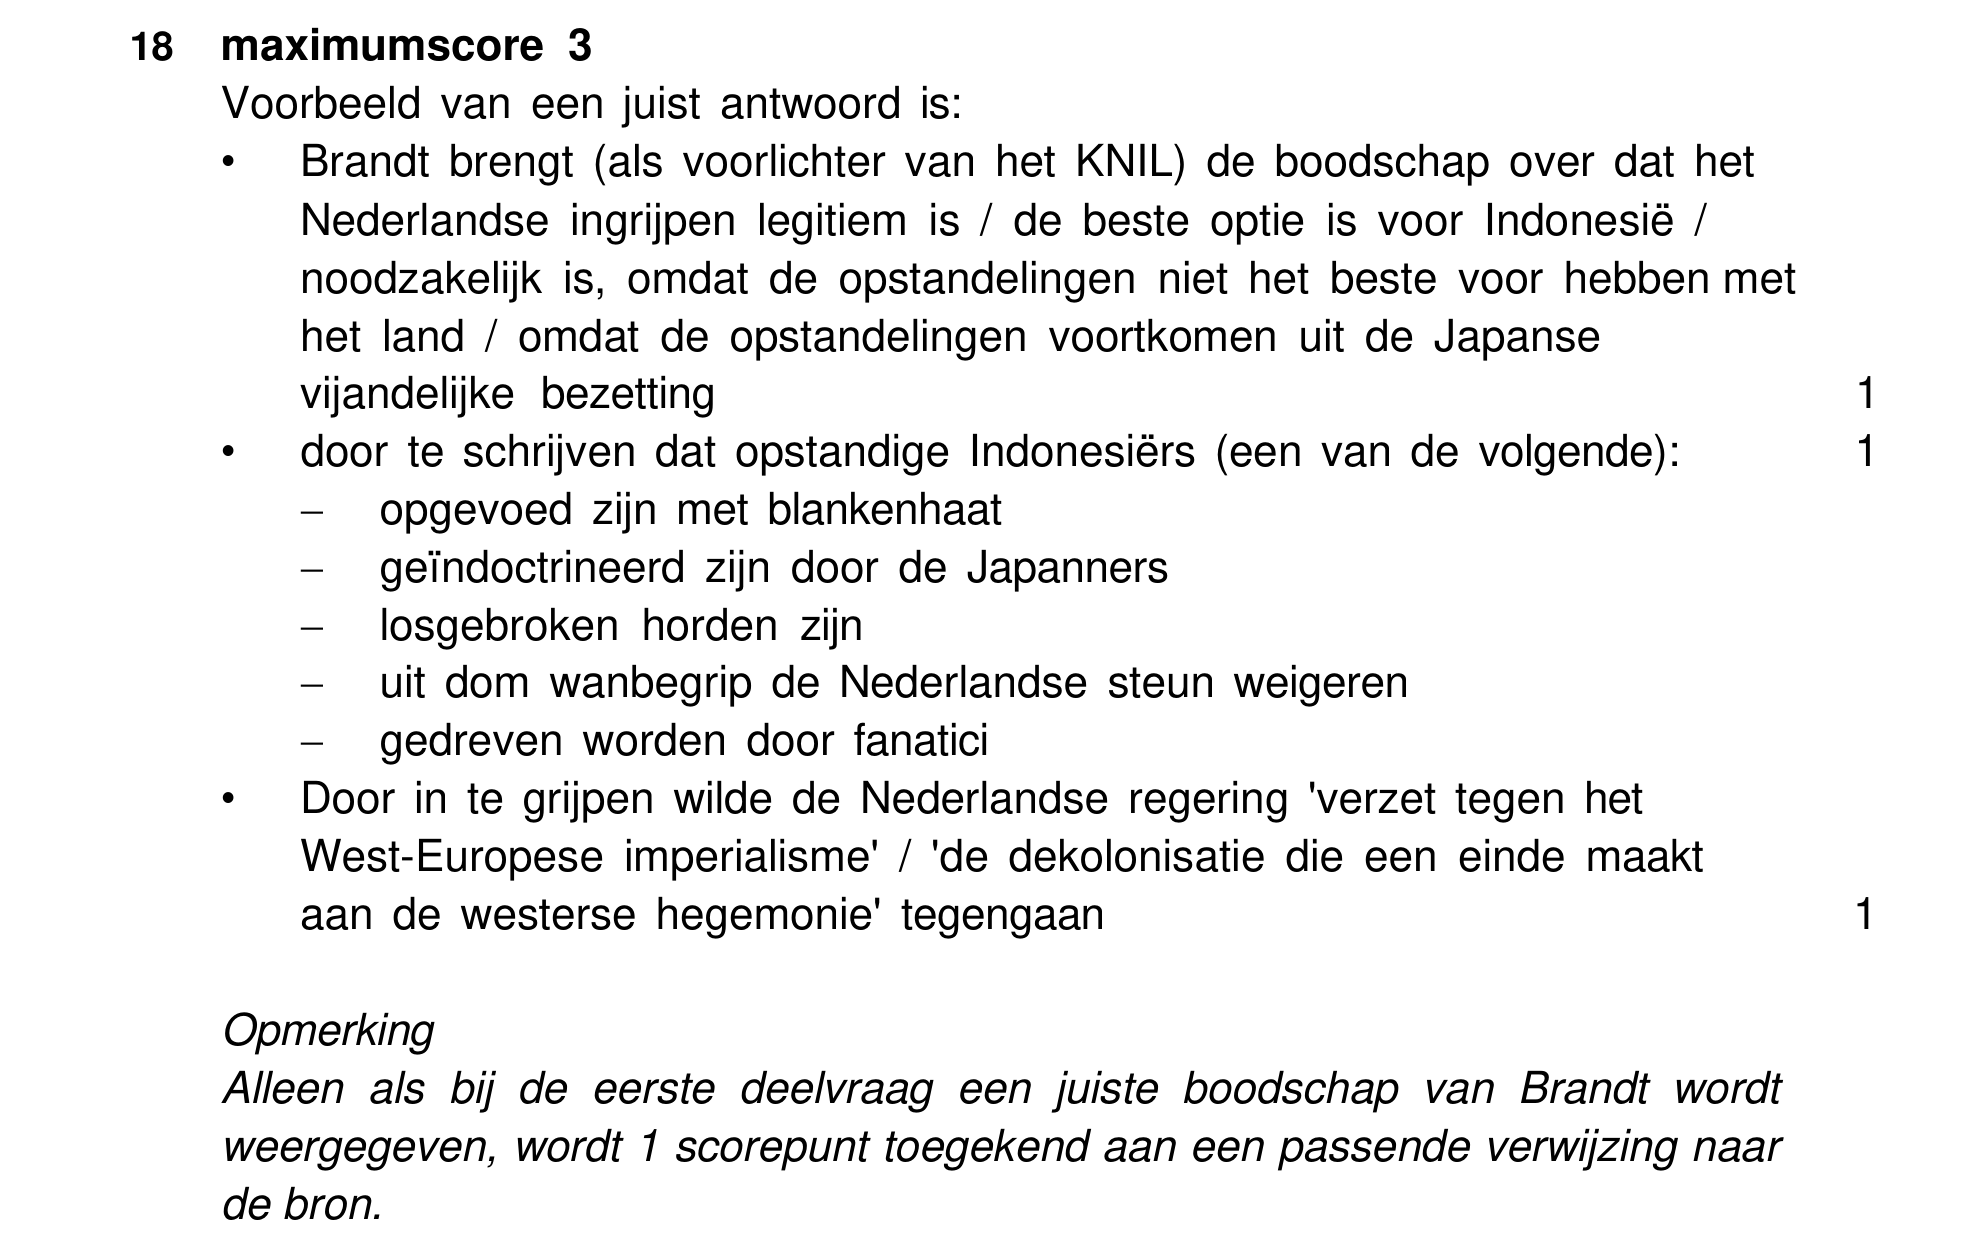 18 maximumscore 3
Voorbeeld van een juist antwoord is:
• Brandt brengt (als voorlichter van het KNIL) de boodschap over dat het
Nederlandse ingrijpen legitiem is / de beste optie is voor Indonesië /
noodzakelijk is, omdat de opstandelingen niet het beste voor hebben met
het land / omdat de opstandelingen voortkomen uit de Japanse
vijandelijke bezetting 1
• door te schrijven dat opstandige Indonesiërs (een van de volgende): 1
− opgevoed zijn met blankenhaat
− geïndoctrineerd zijn door de Japanners
− losgebroken horden zijn
− uit dom wanbegrip de Nederlandse steun weigeren
− gedreven worden door fanatici
• Door in te grijpen wilde de Nederlandse regering 'verzet tegen het
West-Europese imperialisme' / 'de dekolonisatie die een einde maakt
aan de westerse hegemonie' tegengaan 1
Opmerking
Alleen als bij de eerste deelvraag een juiste boodschap van Brandt wordt
weergegeven, wordt 1 scorepunt toegekend aan een passende verwijzing naar
de bron.